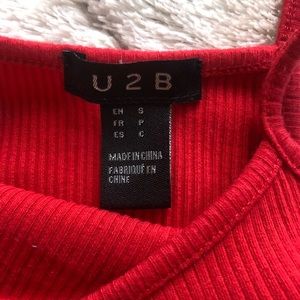 U2B
EN S
FR P
ES C
MADE IN CHINA
FABRIQUÉ EN
CHINE